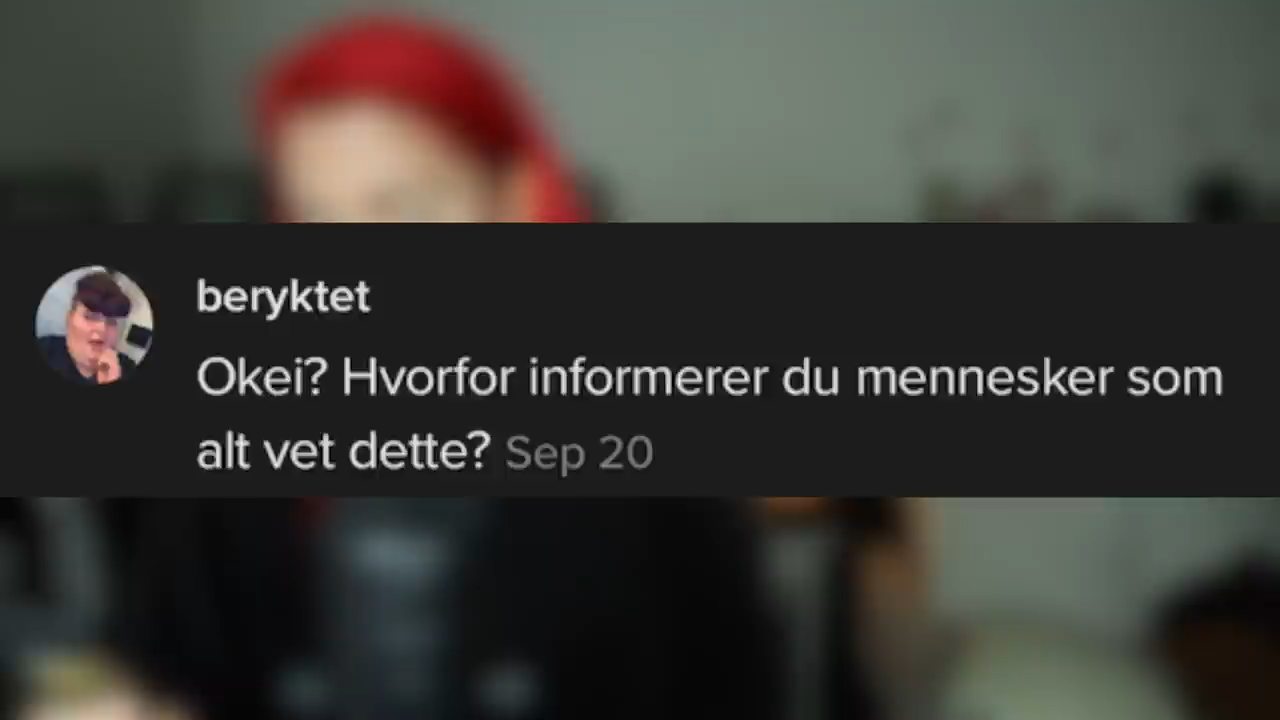 beryktet
Okei? Hvorfor informerer du mennesker som
alt vet dette? Sep 20